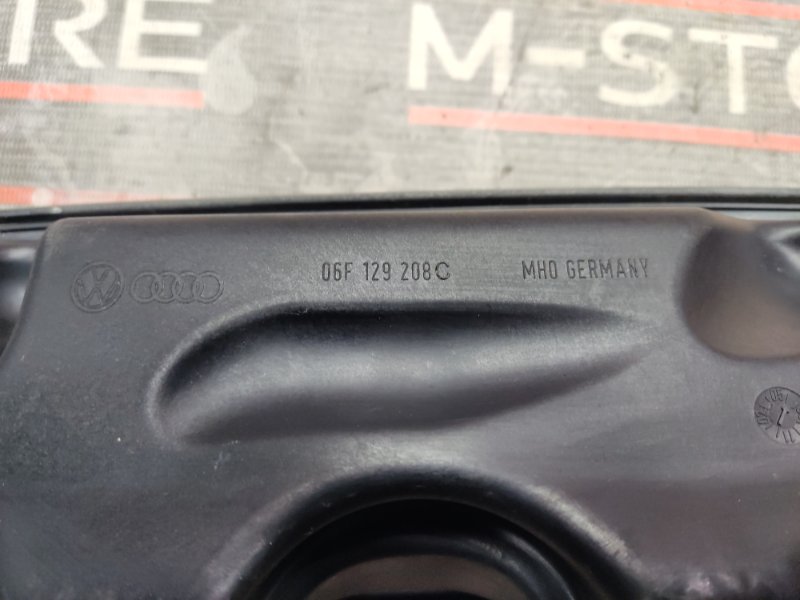 RE M-STO
06F 129 208C MHO GERMANY